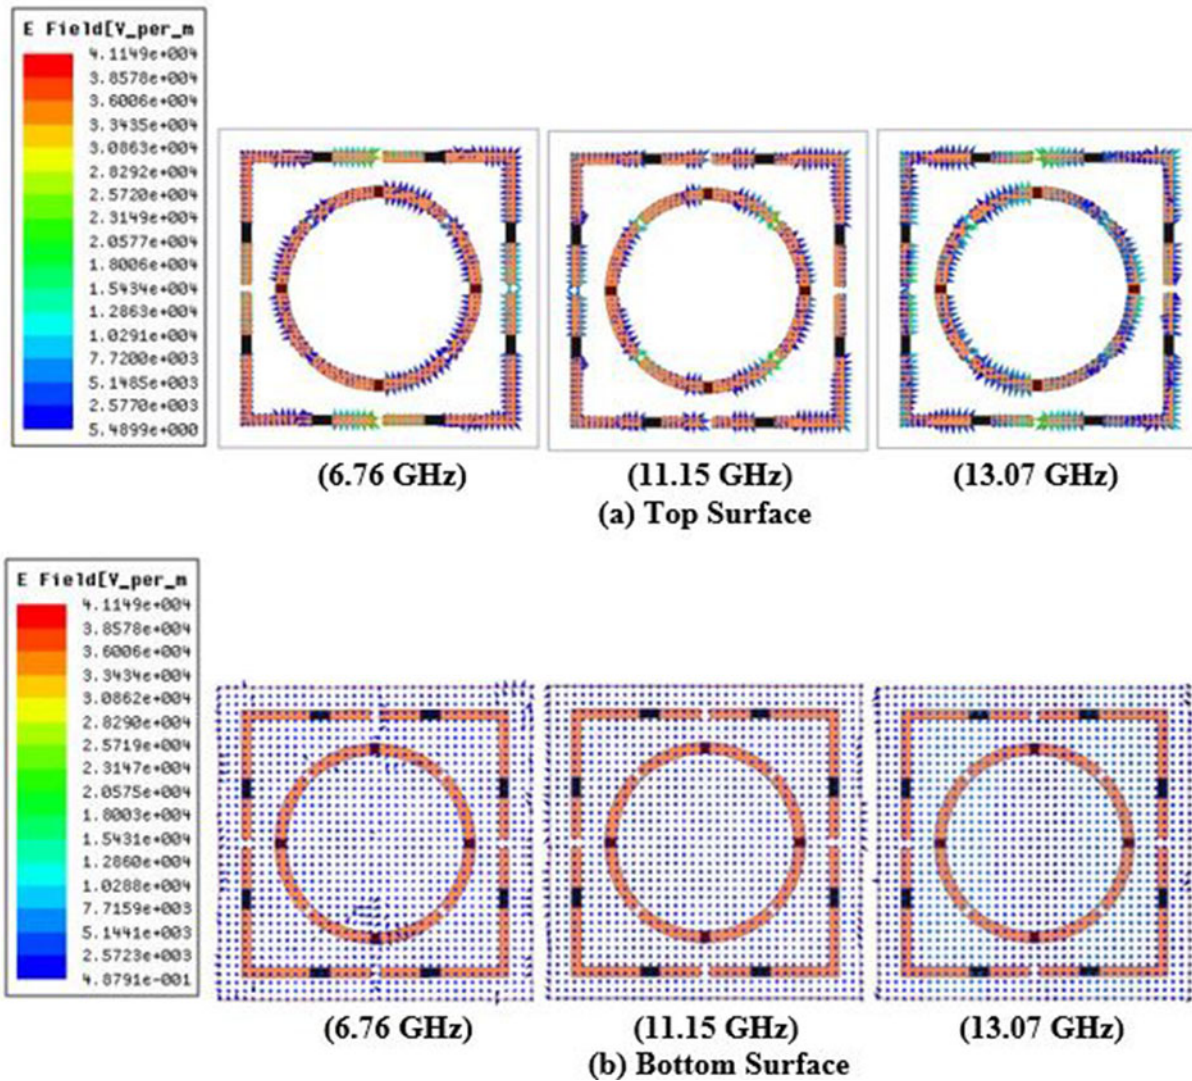 E Field[V_per_m
4.1149e+004
3.8578e+004
3.6006e+004
3.3435e+004
3.0863e+004
2.8292e+004
2.5720e+004
2.3149e+004
2.0577e+004
1.8006e+004
1.5434e+004
1.2863e+004
1.0291e+004
7.7200e+003
5.1485e+003
2.5770e+003
5.4899e+000
(6.76 GHz) (11.15 GHz) (13.07 GHz)
(a) Top Surface
E Field[V_per_m
4.1149e+004
3.8578e+004
3.6006e+004
3.3434e+004
3.0862e+004
2.8290e+004
2.5719e+004
2.3147e+004
2.0575e+004
1.8003e+004
1.5431e+004
1.2860e+004
1.0288e+004
7.7159e+003
5.1441e+003
2.5723e+003
4.8791e-001
(6.76 GHz) (11.15 GHz) (13.07 GHz)
(b) Bottom Surface